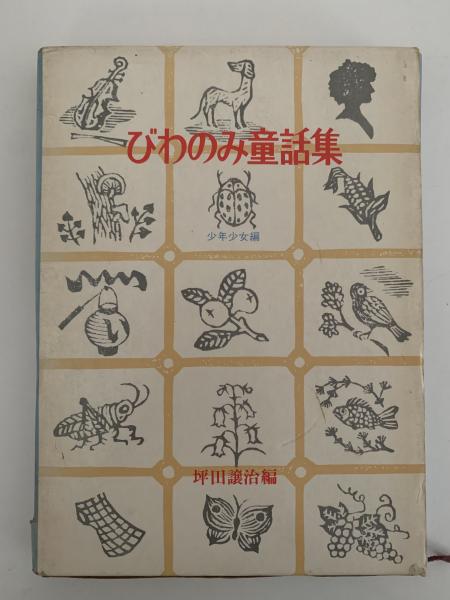 びわのみ童話集
少年少女編
坪田譲治編